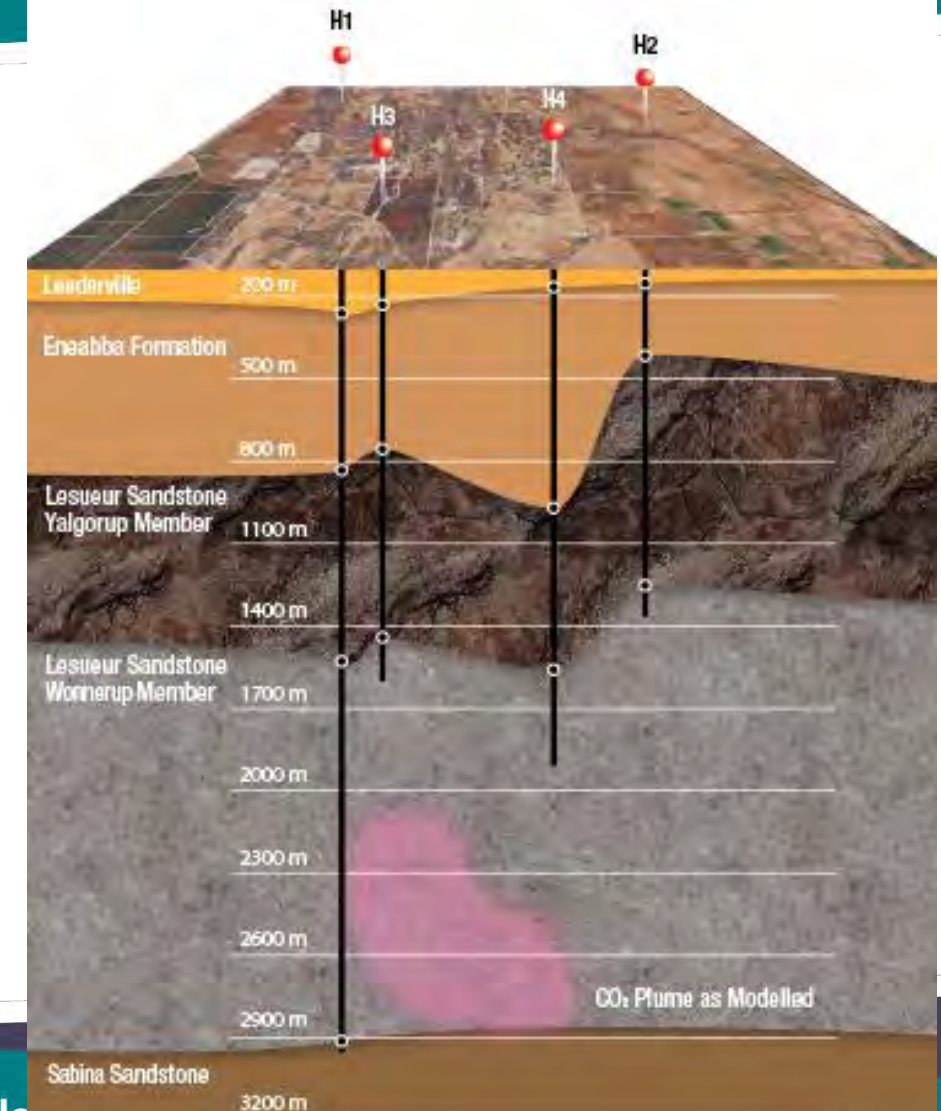 H1
H2
H3
H4
Leederville
200 m
Eneabba Formation
500 m
800 m
Lesueur Sandstone
Yalgorup Member
1100 m
1400 m
Lesueur Sandstone
Wonnerup Member
1700 m
2000 m
2300 m
2600 m
CO₂ Plume as Modelled
2900 m
Sabina Sandstone
3200 m